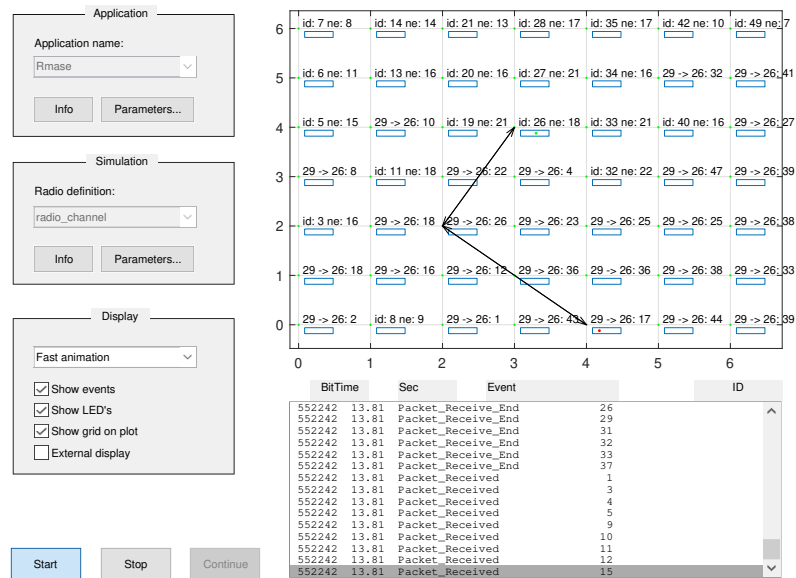 Application
Application name:
Rmase
Info Parameters...
Simulation
Radio definition:
radio_channel
Info Parameters...
Display
Fast animation
Show events
Show LED's
Show grid on plot
External display
Start Stop Continue
6 id: 7 ne: 8 id: 14 ne: 14 id: 21 ne: 13 id: 28 ne: 17 id: 35 ne: 17 id: 42 ne: 10 id: 49 ne: 7
5 id: 6 ne: 11 id: 13 ne: 16 id: 20 ne: 16 id: 27 ne: 21 id: 34 ne: 16 29 -> 26: 32 29 -> 26: 41
4 id: 5 ne: 15 29 -> 26: 10 id: 19 ne: 21 id: 26 ne: 18 id: 33 ne: 21 id: 40 ne: 16 29 -> 26: 27
3 29 -> 26: 8 id: 11 ne: 18 29 -> 26: 22 29 -> 26: 4 id: 32 ne: 22 29 -> 26: 47 29 -> 26: 39
2 id: 3 ne: 16 29 -> 26: 18 29 -> 26: 26 29 -> 26: 23 29 -> 26: 25 29 -> 26: 25 29 -> 26: 38
1 29 -> 26: 18 29 -> 26: 16 29 -> 26: 12 29 -> 26: 36 29 -> 26: 36 29 -> 26: 38 29 -> 26: 33
0 29 -> 26: 2 id: 8 ne: 9 29 -> 26: 1 29 -> 26: 43 29 -> 26: 17 29 -> 26: 44 29 -> 26: 39
0 1 2 3 4 5 6
BitTime Sec Event ID
552242 13.81 Packet_Receive_End 26
552242 13.81 Packet_Receive_End 29
552242 13.81 Packet_Receive_End 31
552242 13.81 Packet_Receive_End 32
552242 13.81 Packet_Receive_End 33
552242 13.81 Packet_Receive_End 37
552242 13.81 Packet_Received 1
552242 13.81 Packet_Received 3
552242 13.81 Packet_Received 4
552242 13.81 Packet_Received 5
552242 13.81 Packet_Received 9
552242 13.81 Packet_Received 10
552242 13.81 Packet_Received 11
552242 13.81 Packet_Received 12
552242 13.81 Packet_Received 15